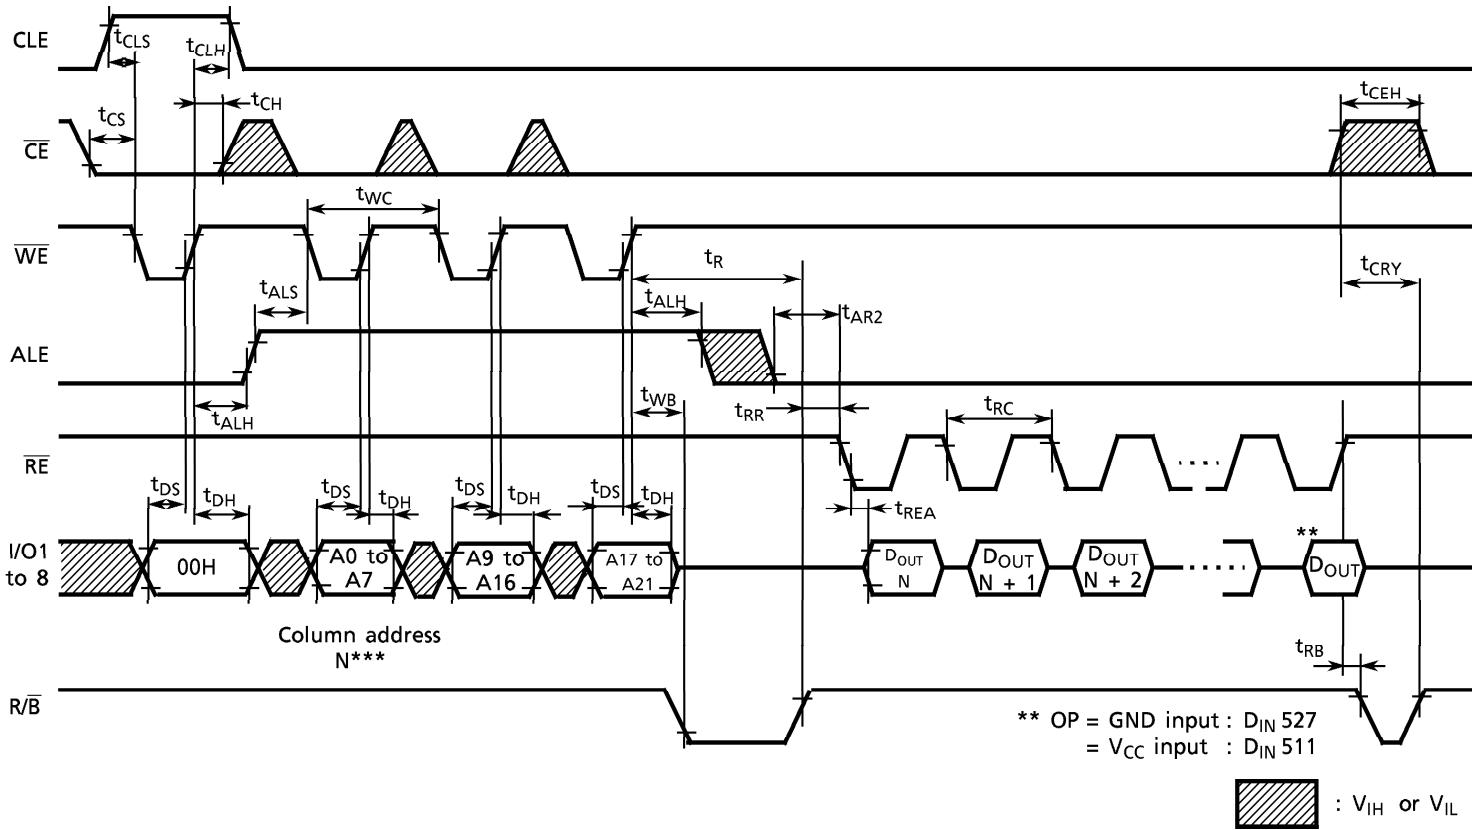 CLE
tCLS
tCLH
tCH
tCEH
tCS
CE
tWC
WE
tR
tCRY
tALS
tALH
tAR2
ALE
tWB
tRR
tRC
tALH
RE
tDS
tDH
tDS
tDH
tDS
tDH
tDS
tDH
tREA
I/O1
to 8
00H
A0 to
A7
A9 to
A16
A17 to
A21
DOUT
N
DOUT
N + 1
DOUT
N + 2
**
DOUT
Column address
N***
tRB
R/B
** OP = GND input : DIN 527
= VCC input : DIN 511
: VIH or VIL